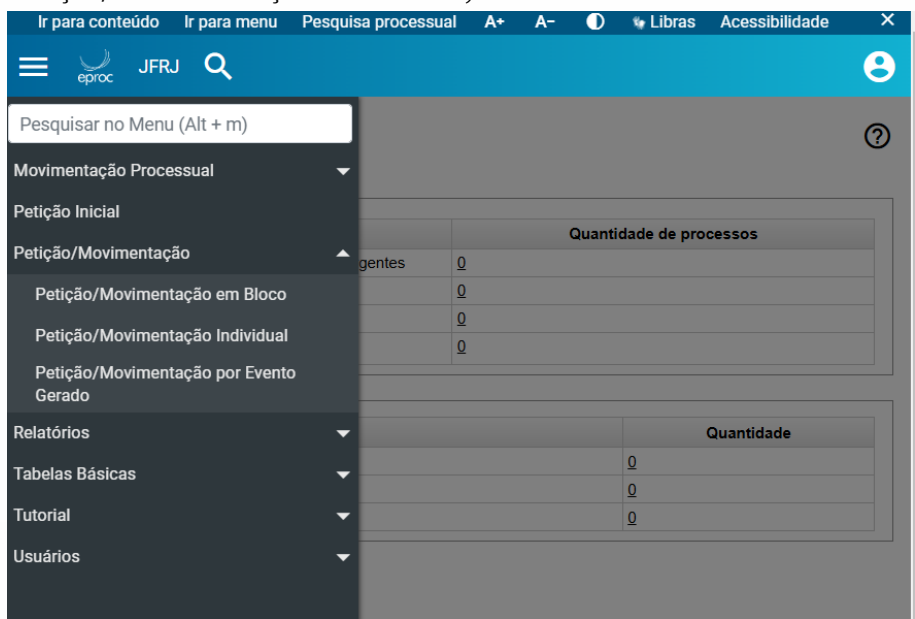 Ir para conteúdo Ir para menu Pesquisa processual A+ A- Libras Acessibilidade ×
eproc JFRJ
Pesquisar no Menu (Alt + m)
Movimentação Processual
Petição Inicial
Quantidade de processos
Petição/Movimentação
gentes 0
Petição/Movimentação em Bloco
0
0
Petição/Movimentação Individual
0
Petição/Movimentação por Evento
Gerado
Relatórios
Quantidade
0
Tabelas Básicas
0
Tutorial
0
Usuários